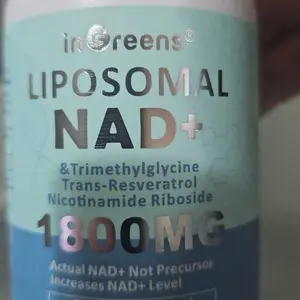 inGreens®
LIPOSOMAL
NAD+
&Trimethylglycine
Trans-Resveratrol
Nicotinamide Riboside
1800MG
Actual NAD+ Not Precursor
Increases NAD+ Level